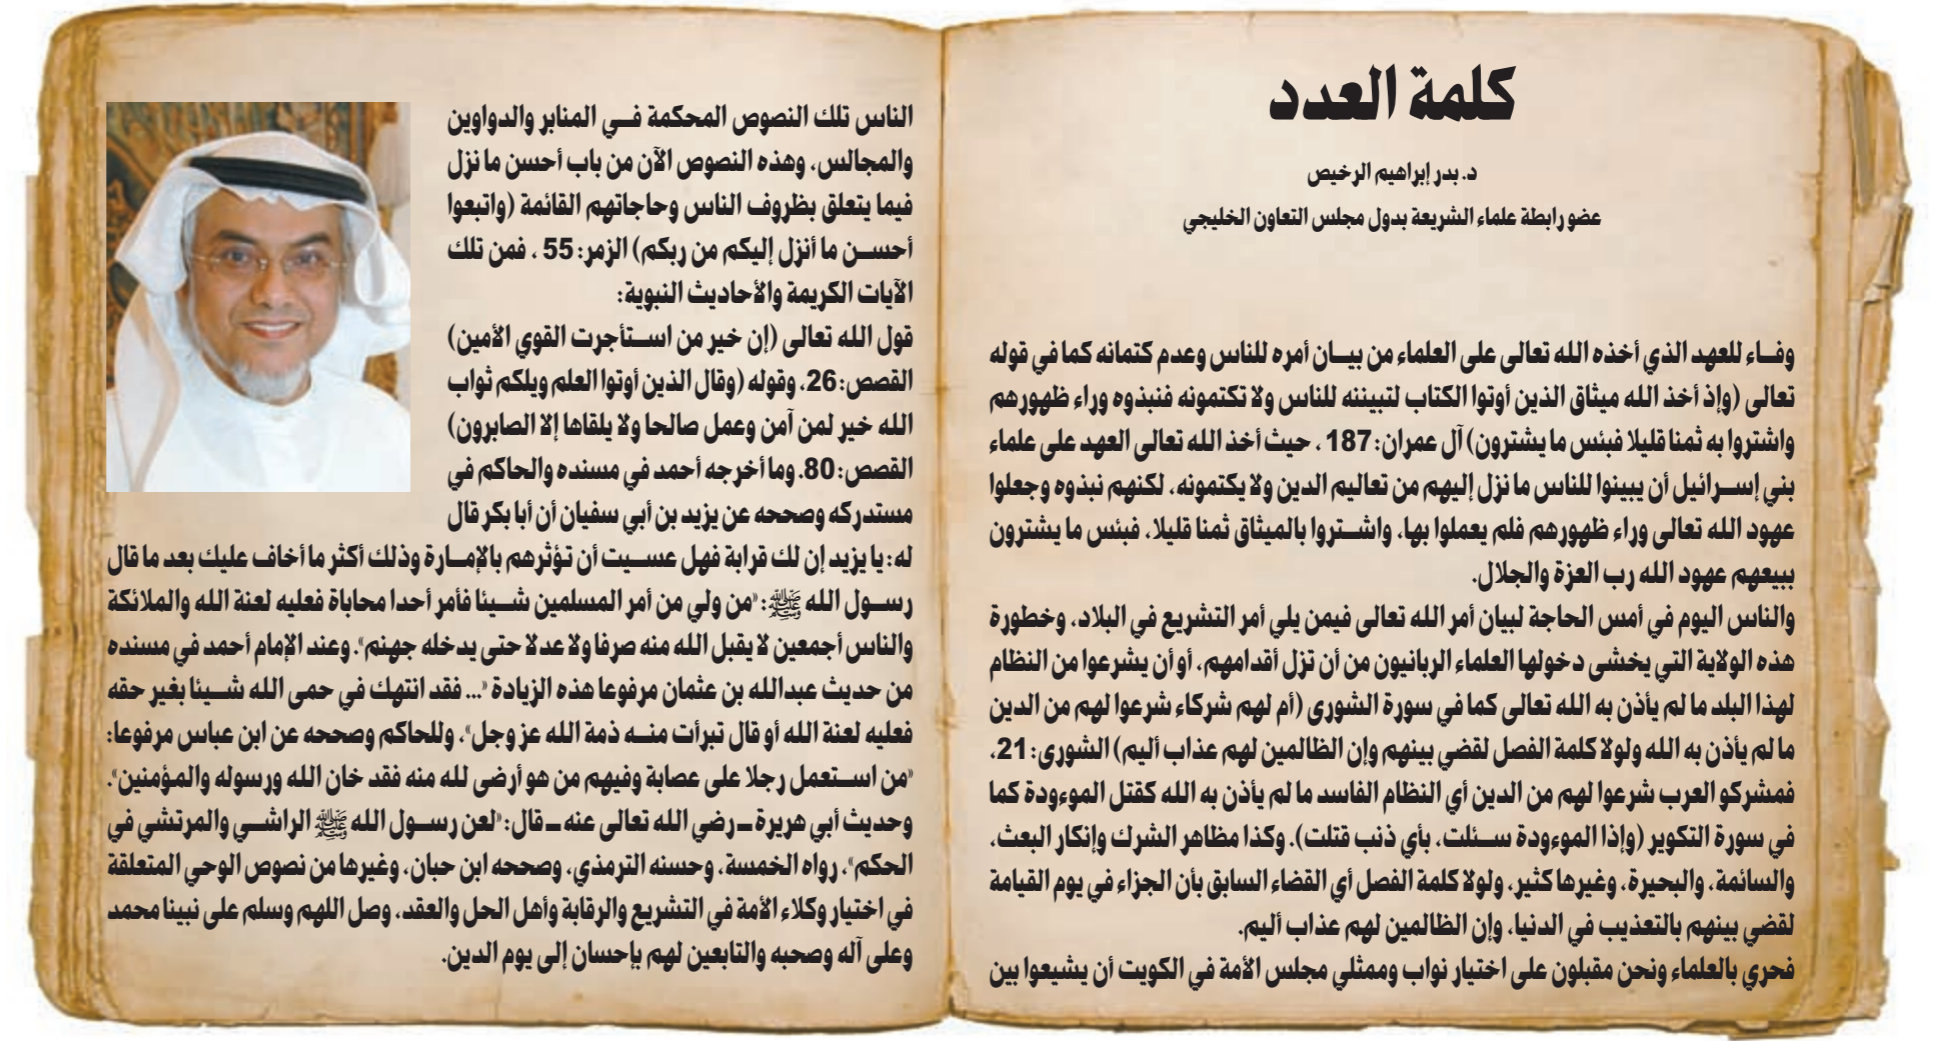 كلمة العدد
د. بدر إبراهيم الرخيص
عضو رابطة علماء الشريعة بدول مجلس التعاون الخليجي
وفاء للعهد الذي أخذه الله تعالى على العلماء من بيان أمره للناس وعدم كتمانه كما في قوله
تعالى (وإذ أخذ الله ميثاق الذين أوتوا الكتاب لتبيننه للناس ولا تكتمونه فنبذوه وراء ظهورهم
واشتروا به ثمنا قليلا فبئس ما يشترون) آل عمران: 187 ، حيث أخذ الله تعالى العهد على علماء
بني إسرائيل أن يبينوا للناس ما نزل إليهم من تعاليم الدين ولا يكتمونه، لكنهم نبذوه وجعلوا
عهود الله تعالى وراء ظهورهم فلم يعملوا بها، واشتروا بالميثاق ثمنا قليلا، فبئس ما يشترون
ببيعهم عهود الله رب العزة والجلال.
والناس اليوم في أمس الحاجة لبيان أمر الله تعالى فيمن يلي أمر التشريع في البلاد، وخطورة
هذه الولاية التي يخشى دخولها العلماء الربانيون من أن تزل أقدامهم، أو أن يشرعوا من النظام
لهذا البلد ما لم يأذن به الله تعالى كما في سورة الشورى (أم لهم شركاء شرعوا لهم من الدين
ما لم يأذن به الله ولولا كلمة الفصل لقضي بينهم وإن الظالمين لهم عذاب أليم) الشورى: 21،
فمشركو العرب شرعوا لهم من الدين أي النظام الفاسد ما لم يأذن به الله كقتل الموءودة كما
في سورة التكوير (وإذا الموءودة سئلت، بأي ذنب قتلت)، وكذا مظاهر الشرك وإنكار البعث،
والسائمة، والبحيرة، وغيرها كثير، ولولا كلمة الفصل أي القضاء السابق بأن الجزاء في يوم القيامة
لقضي بينهم بالتعذيب في الدنيا، وإن الظالمين لهم عذاب أليم.
فحري بالعلماء ونحن مقبلون على اختيار نواب وممثلي مجلس الأمة في الكويت أن يشيعوا بين
الناس تلك النصوص المحكمة في المنابر والدواوين
والمجالس، وهذه النصوص الآن من باب أحسن ما نزل
فيما يتعلق بظروف الناس وحاجاتهم القائمة (واتبعوا
أحسن ما أنزل إليكم من ربكم) الزمر: 55 ، فمن تلك
الآيات الكريمة والأحاديث النبوية:
قول الله تعالى (إن خير من استأجرت القوي الأمين)
القصص: 26، وقوله (وقال الذين أوتوا العلم ويلكم ثواب
الله خير لمن آمن وعمل صالحا ولا يلقاها إلا الصابرون)
القصص: 80. وما أخرجه أحمد في مسنده والحاكم في
مستدركه وصححه عن يزيد بن أبي سفيان أن أبا بكر قال
له: يا يزيد إن لك قرابة فهل عسيت أن تؤثرهم بالإمارة وذلك أكثر ما أخاف عليك بعد ما قال
رسول الله ﷺ: "من ولي من أمر المسلمين شيئا فأمر أحدا محاباة فعليه لعنة الله والملائكة
والناس أجمعين لا يقبل الله منه صرفا ولا عدلا حتى يدخله جهنم". وعند الإمام أحمد في مسنده
من حديث عبدالله بن عثمان مرفوعا هذه الزيادة "... فقد انتهك في حمى الله شيئا بغير حقه
فعليه لعنة الله أو قال تبرأت منه ذمة الله عز وجل"، وللحاكم وصححه عن ابن عباس مرفوعا:
"من استعمل رجلا على عصابة وفيهم من هو أرضى لله منه فقد خان الله ورسوله والمؤمنين".
وحديث أبي هريرة ـ رضي الله تعالى عنه ـ قال: "لعن رسول الله ﷺ الراشي والمرتشي في
الحكم"، رواه الخمسة، وحسنه الترمذي، وصححه ابن حبان، وغيرها من نصوص الوحي المتعلقة
في اختيار وكلاء الأمة في التشريع والرقابة وأهل الحل والعقد، وصل اللهم وسلم على نبينا محمد
وعلى آله وصحبه والتابعين لهم بإحسان إلى يوم الدين.